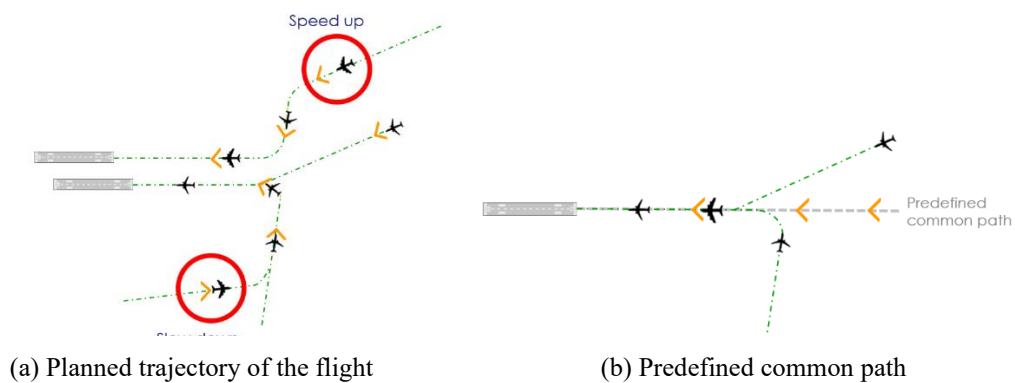 Speed up
Predefined
common path
(a) Planned trajectory of the flight
(b) Predefined common path